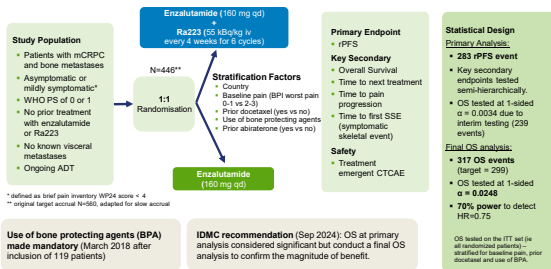 Study Population
• Patients with mCRPC
and bone metastases
• Asymptomatic or
mildly symptomatic*
• WHO PS of 0 or 1
• No prior treatment
with enzalutamide
or Ra223
• No known visceral
metastases
• Ongoing ADT
* defined as brief pain inventory WP24 score < 4
** original target accrual N=560, adapted for slow accrual
N=446**
1:1
Randomisation
Enzalutamide (160 mg qd)
+
Ra223 (55 kBq/kg iv
every 4 weeks for 6 cycles)
Stratification Factors
• Country
• Baseline pain (BPI worst pain
0-1 vs 2-3)
• Prior docetaxel (yes vs no)
• Use of bone protecting agents
• Prior abiraterone (yes vs no)
Enzalutamide
(160 mg qd)
Primary Endpoint
• rPFS
Key Secondary
• Overall Survival
• Time to next treatment
• Time to pain
progression
• Time to first SSE
(symptomatic
skeletal event)
Safety
• Treatment
emergent CTCAE
Statistical Design
Primary Analysis:
• 283 rPFS event
• Key secondary
endpoints tested
semi-hierarchically.
• OS tested at 1-sided
α = 0.0034 due to
interim testing (239
events)
Final OS analysis:
• 317 OS events
(target = 299)
• OS tested at 1-sided
α = 0.0248
• 70% power to detect
HR=0.75
OS tested on the ITT set (ie
all randomized patients) –
stratified for baseline pain, prior
docetaxel and use of BPA.
Use of bone protecting agents (BPA)
made mandatory (March 2018 after
inclusion of 119 patients)
IDMC recommendation (Sep 2024): OS at primary
analysis considered significant but conduct a final OS
analysis to confirm the magnitude of benefit.